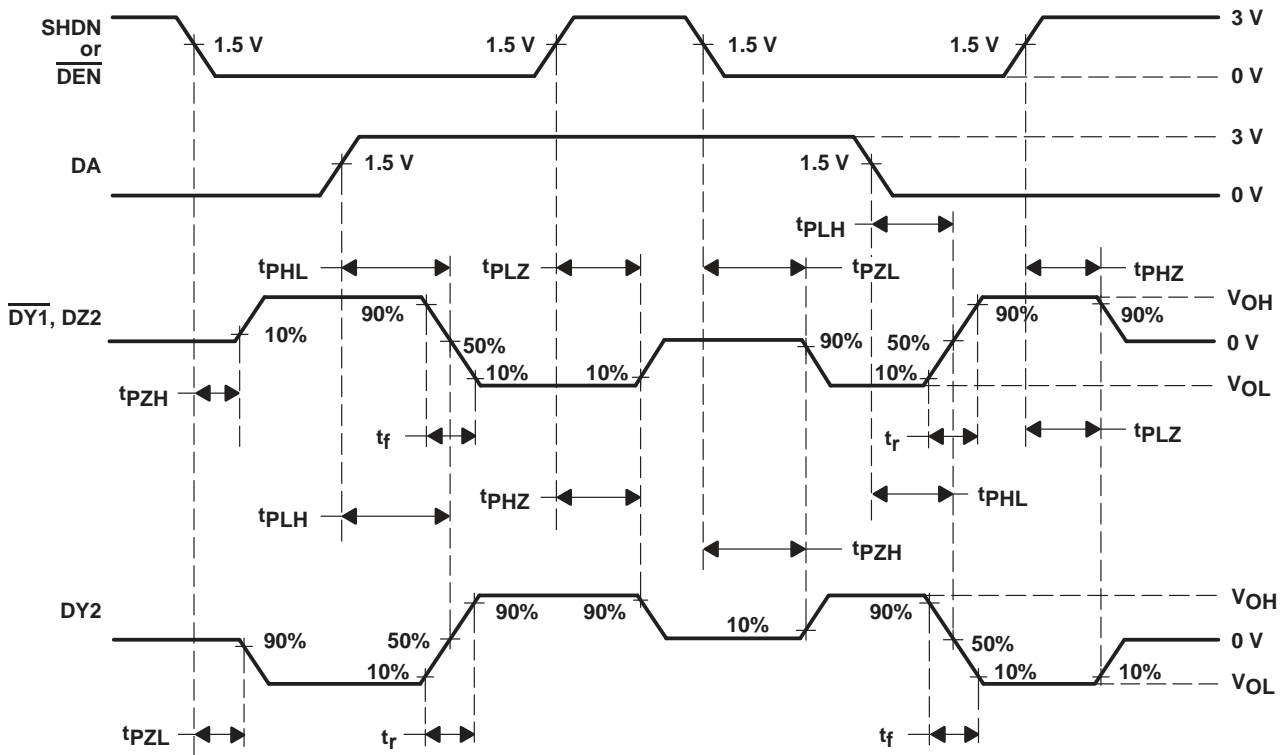 SHDN
or
DEN
1.5 V 1.5 V 1.5 V 1.5 V
3 V
0 V
DA
1.5 V 1.5 V
3 V
0 V
tPLH
tPHL tPLZ tPZL tPHZ
DY1, DZ2
10% 90% 50% 10% 10% 90% 50% 10% 90% 90%
VOH
0 V
VOL
tPZH tf tr tPLZ
tPLH tPHZ tPHL
tPZH
DY2
90% 10% 50% 90% 90% 10% 90% 50% 10% 10%
VOH
0 V
VOL
tPZL tr tf